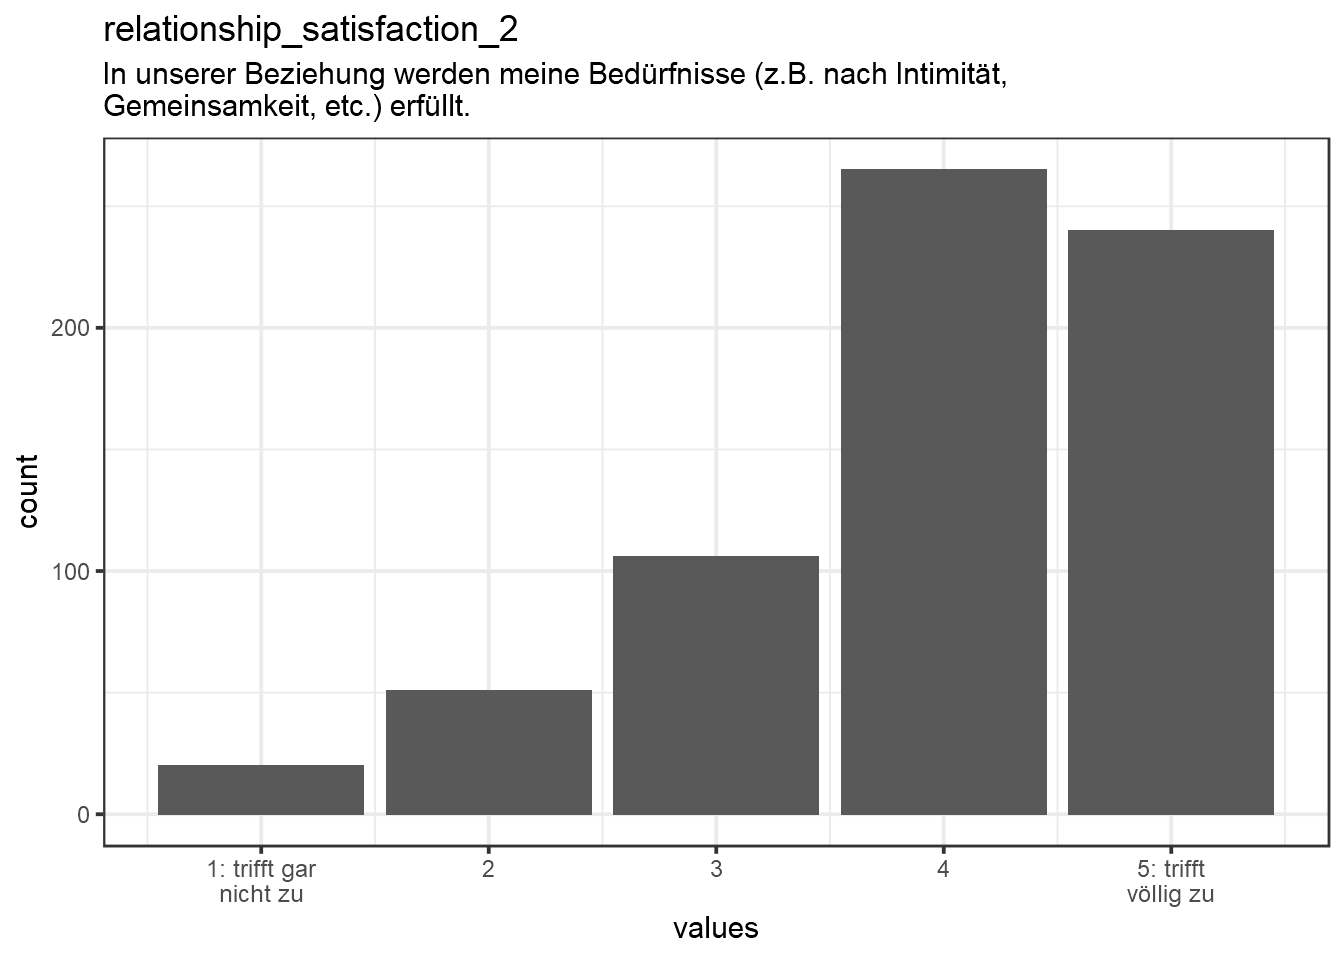 relationship_satisfaction_2
In unserer Beziehung werden meine Bedürfnisse (z.B. nach Intimität,
Gemeinsamkeit, etc.) erfüllt.
count
200
100
0
1: trifft gar
nicht zu
2
3
4
5: trifft
völlig zu
values